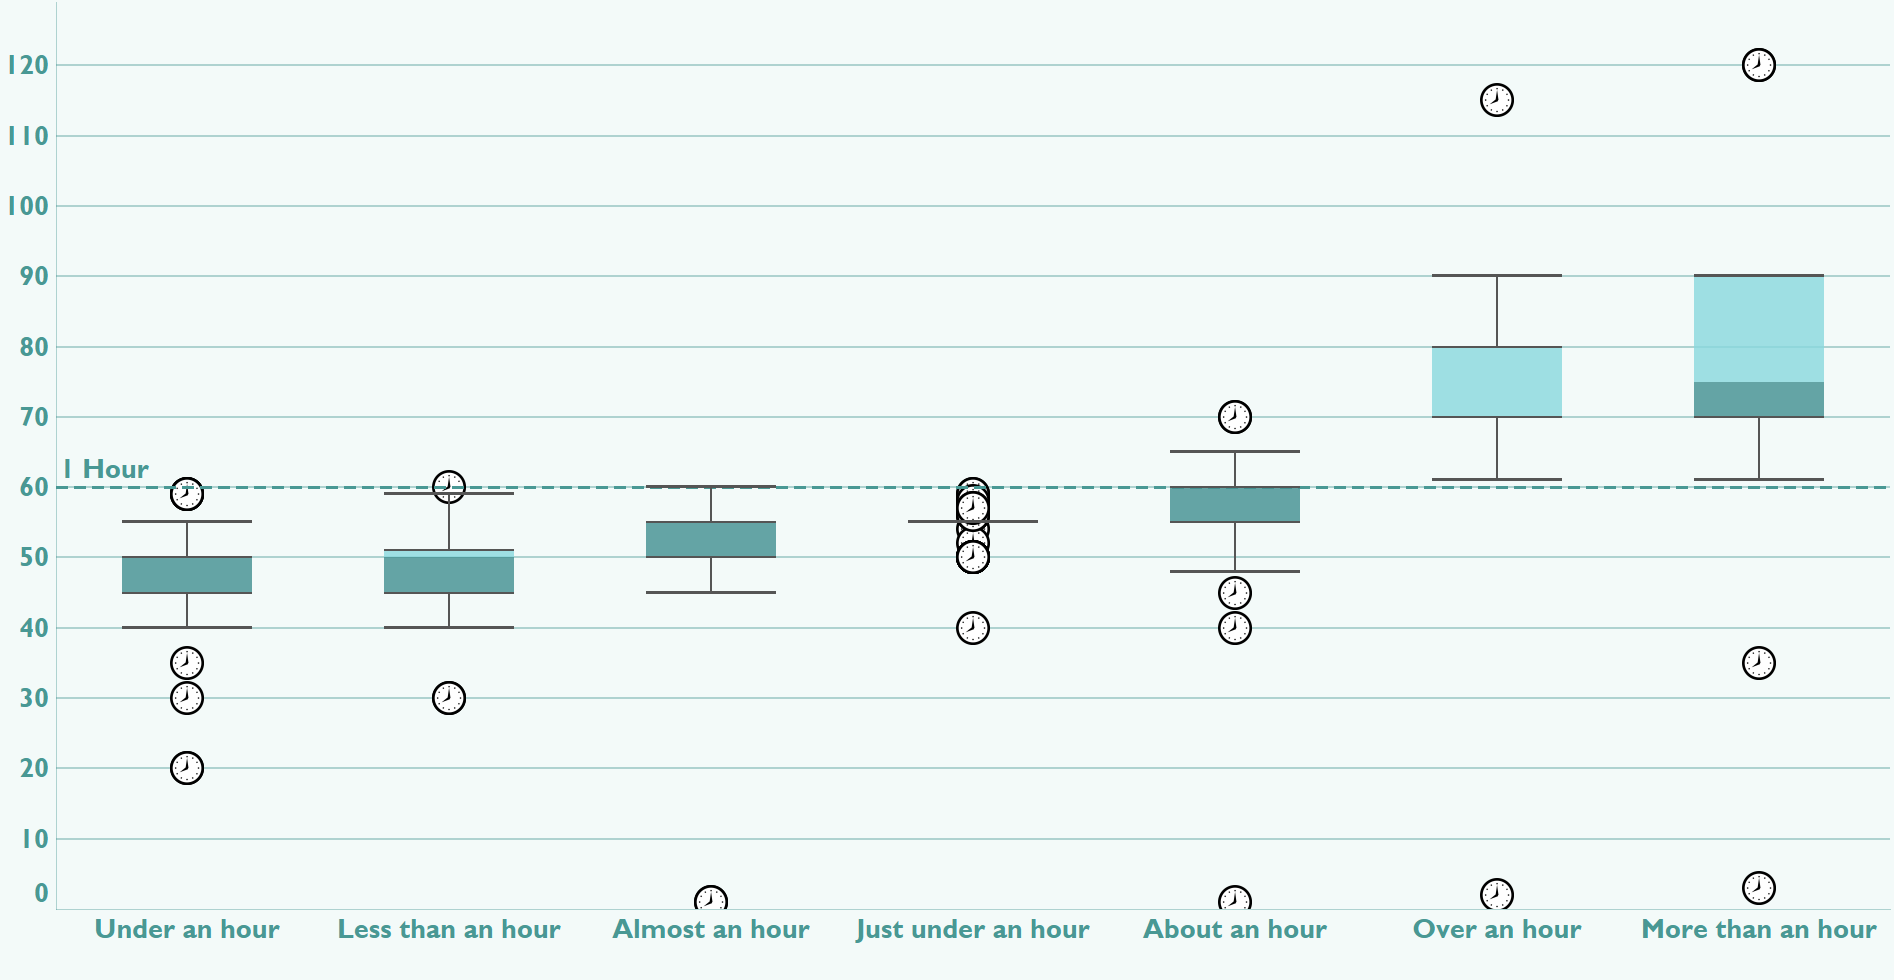 120
110
100
90
80
70
1 Hour
60
50
40
30
20
10
0
Under an hour
Less than an hour
Almost an hour
Just under an hour
About an hour
Over an hour
More than an hour